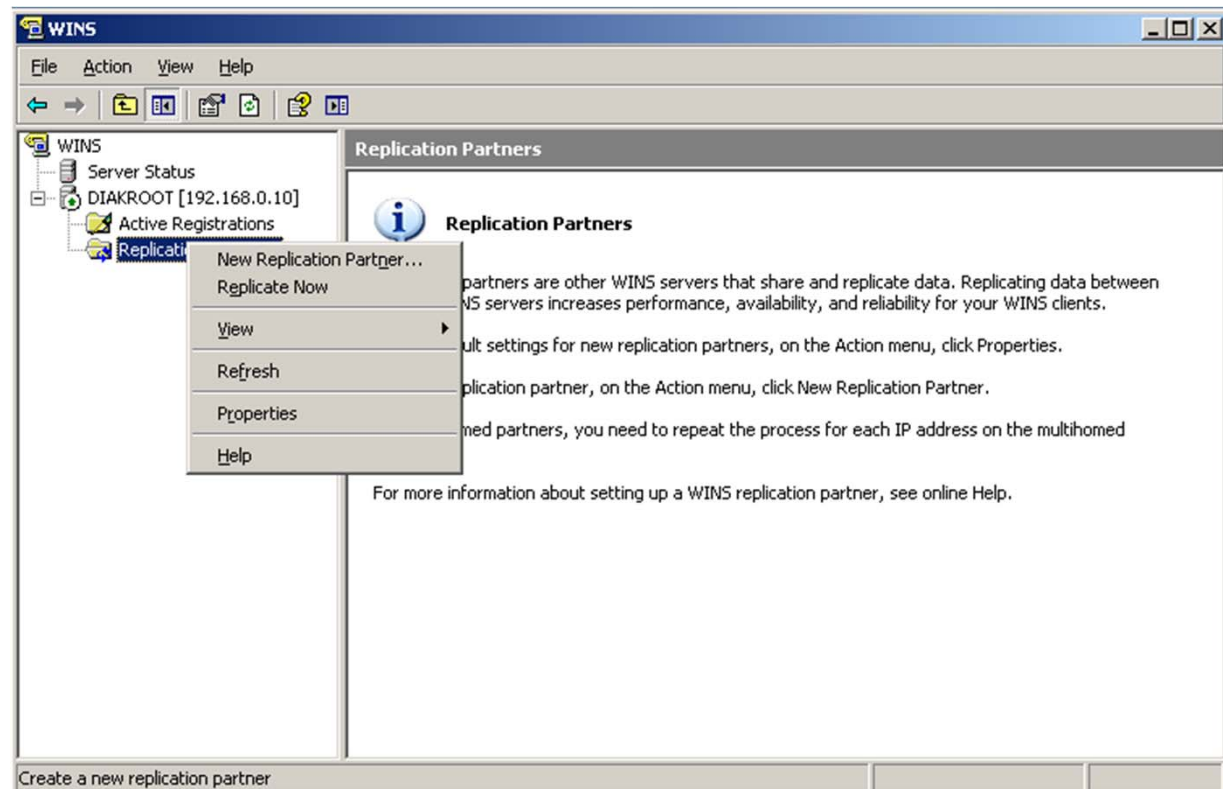 WINS
File Action View Help
WINS
Server Status
DIAKROOT [192.168.0.10]
Active Registrations
Replicati
New Replication Partner...
Replicate Now
View
Refresh
Properties
Help
Replication Partners
Replication Partners
partners are other WINS servers that share and replicate data. Replicating data between
servers increases performance, availability, and reliability for your WINS clients.
settings for new replication partners, on the Action menu, click Properties.
partner, on the Action menu, click New Replication Partner.
partners, you need to repeat the process for each IP address on the multihomed
For more information about setting up a WINS replication partner, see online Help.
Create a new replication partner